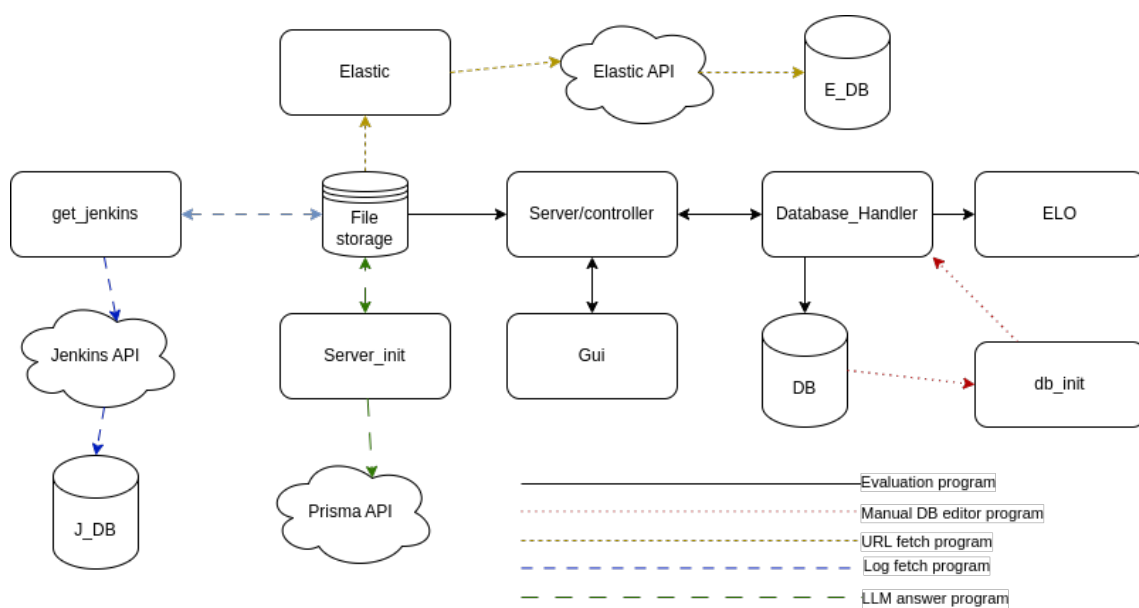 Elastic
Elastic API
E_DB
get_jenkins
File
storage
Server/controller
Database_Handler
ELO
Jenkins API
Server_init
Gui
DB
db_init
J_DB
Prisma API
Evaluation program
Manual DB editor program
URL fetch program
Log fetch program
LLM answer program